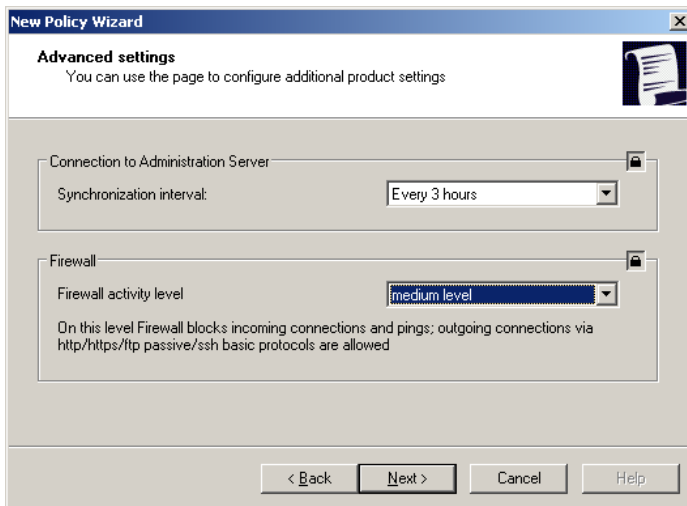 New Policy Wizard
Advanced settings
You can use the page to configure additional product settings
Connection to Administration Server
Synchronization interval:
Every 3 hours
Firewall
Firewall activity level
medium level
On this level Firewall blocks incoming connections and pings; outgoing connections via
http/https/ftp passive/ssh basic protocols are allowed
< Back
Next >
Cancel
Help